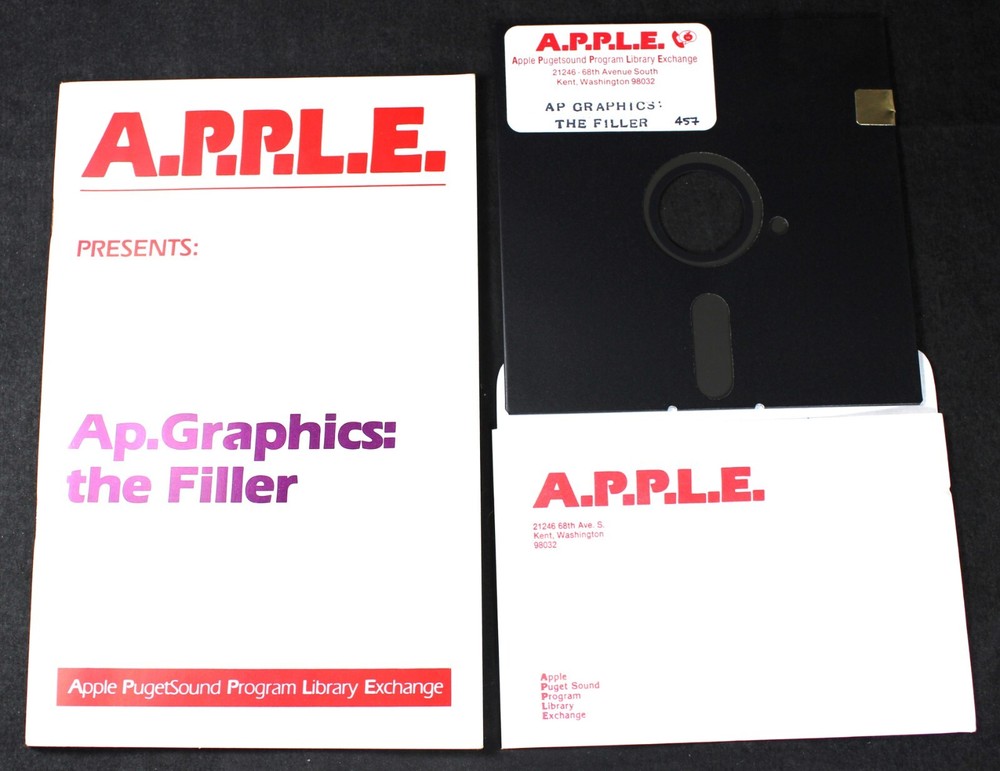 A.P.P.L.E.
PRESENTS:
Ap.Graphics:
the Filler
Apple PugetSound Program Library Exchange
A.P.P.L.E. 6
Apple Pugetsound Program Library Exchange
21246 - 68th Avenue South
Kent, Washington 98032
AP GRAPHICS:
THE FILLER 457
A.P.P.L.E.
21246 68th Ave. S.
Kent, Washington
98032
Apple
Puget Sound
Program
Library
Exchange